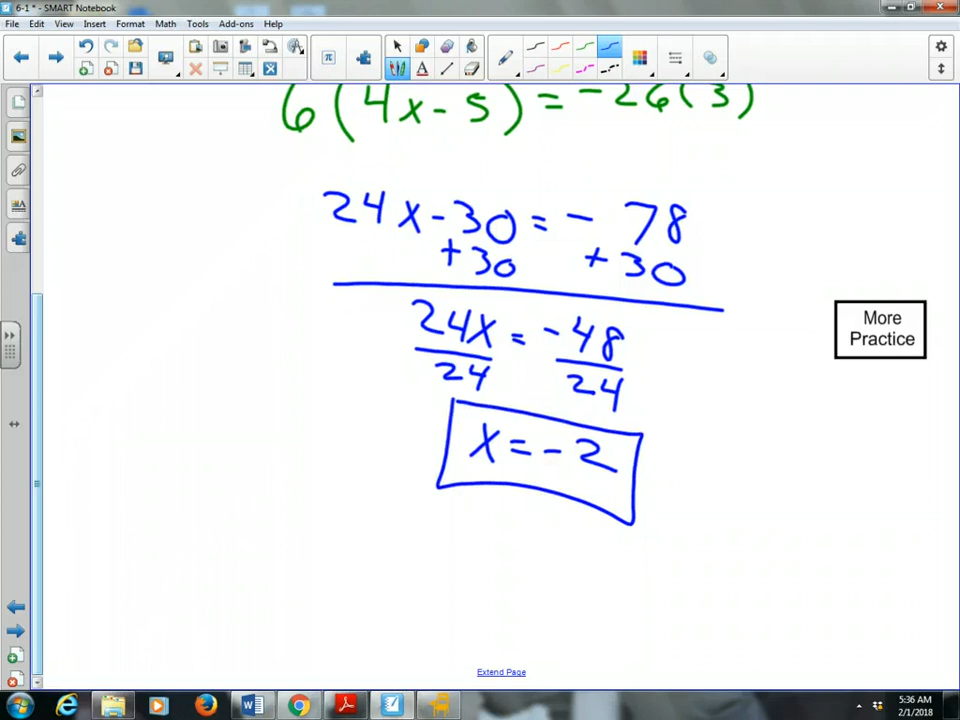 6-1 * - SMART Notebook
File Edit View Insert Format Math Tools Add-ons Help
6(4x-5) = -26(3)
24x-30 = - 78
+30 +30
24x = -48
24 24
x = -2
More
Practice
Extend Page
5:36 AM
2/1/2018